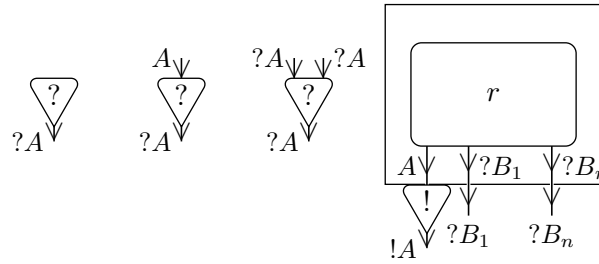 A ?A ?A
? ? ? r
?A ?A ?A A ?B₁ ?Bₙ
!
!A ?B₁ ?Bₙ